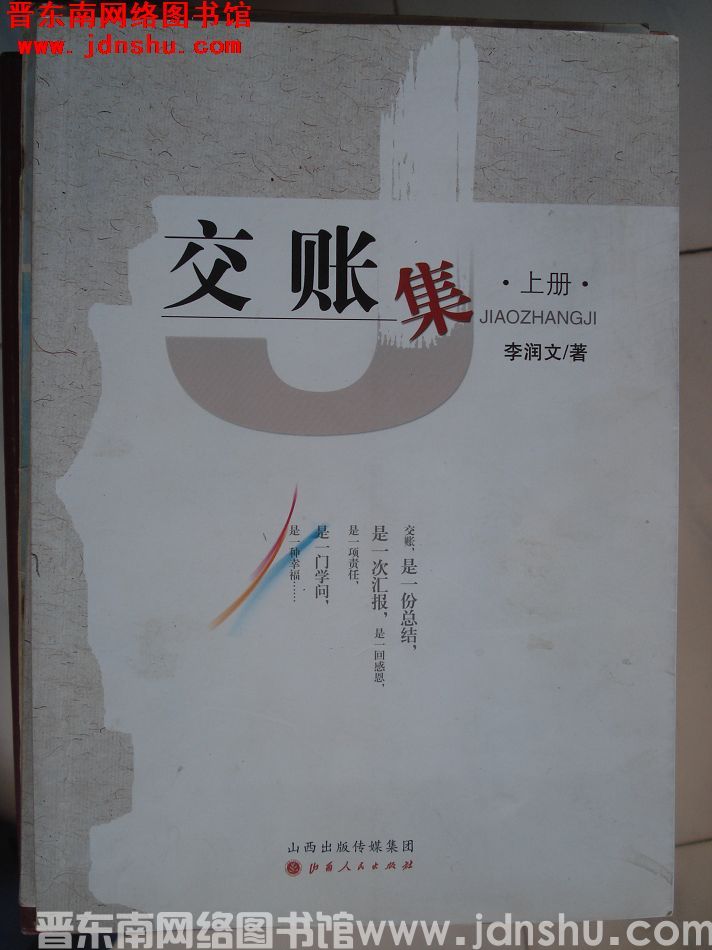 晋东南网络图书馆
www.jdnshu.com
交账集
·上册·
JIAOZHANGJI
李润文/著
交账，是一份总结，
是一次汇报，是一回感恩，
是一项责任，
是一门学问，
是一种幸福……
山西出版传媒集团
山西人民出版社
晋东南网络图书馆www.jdnshu.com